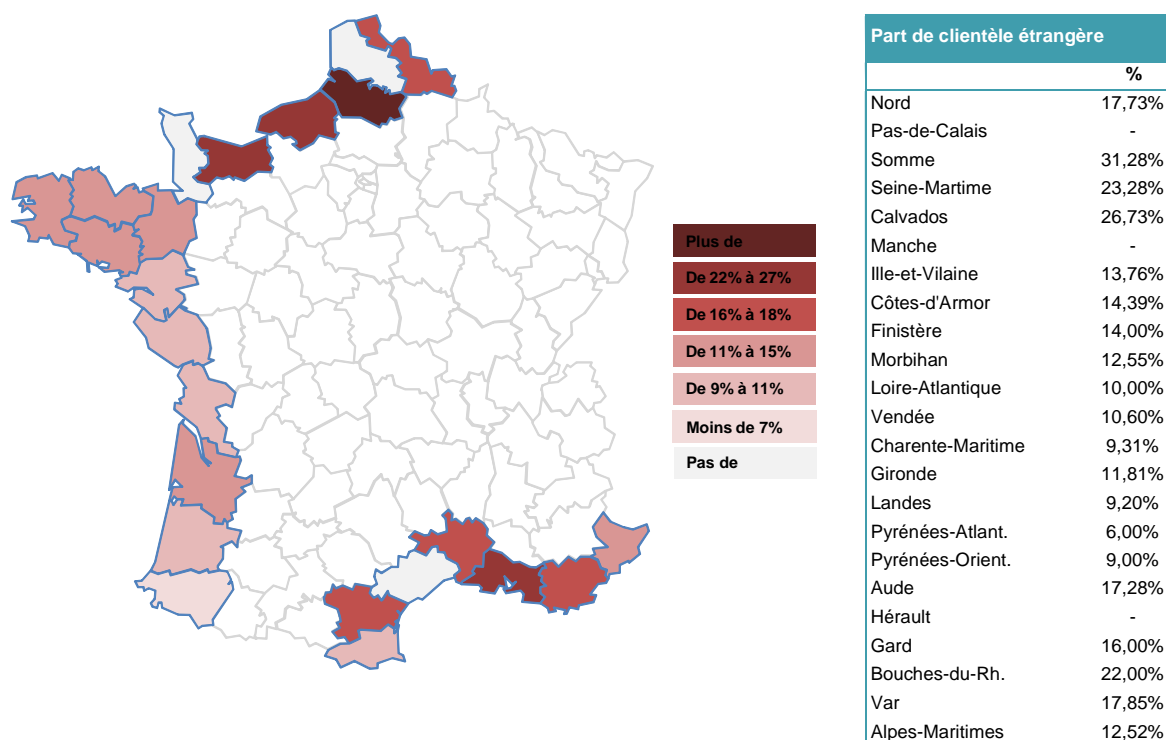 Plus de
De 22% à 27%
De 16% à 18%
De 11% à 15%
De 9% à 11%
Moins de 7%
Pas de
Part de clientèle étrangère
%
Nord 17,73%
Pas-de-Calais -
Somme 31,28%
Seine-Martime 23,28%
Calvados 26,73%
Manche -
Ille-et-Vilaine 13,76%
Côtes-d'Armor 14,39%
Finistère 14,00%
Morbihan 12,55%
Loire-Atlantique 10,00%
Vendée 10,60%
Charente-Maritime 9,31%
Gironde 11,81%
Landes 9,20%
Pyrénées-Atlant. 6,00%
Pyrénées-Orient. 9,00%
Aude 17,28%
Hérault -
Gard 16,00%
Bouches-du-Rh. 22,00%
Var 17,85%
Alpes-Maritimes 12,52%